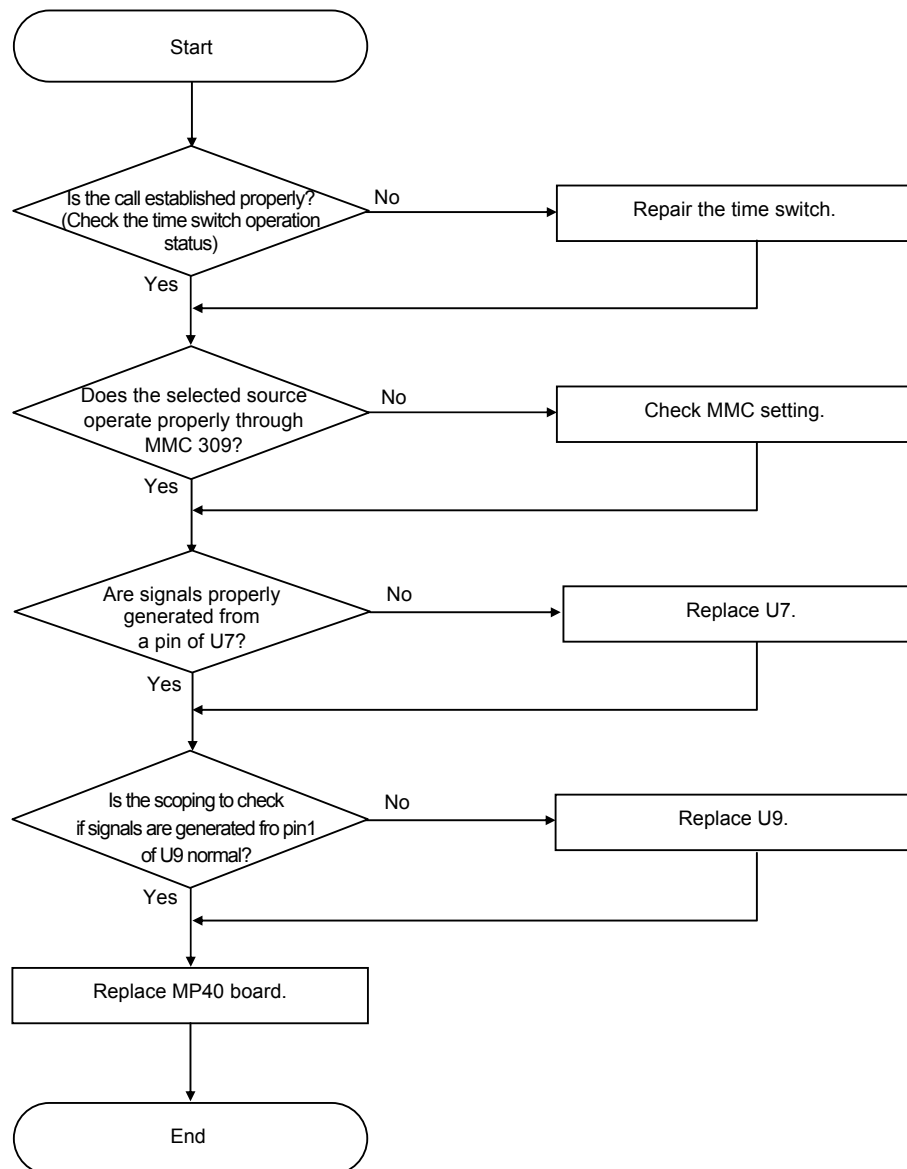 Start
Is the call established properly?
(Check the time switch operation
status)
No
Repair the time switch.
Yes
Does the selected source
operate properly through
MMC 309?
No
Check MMC setting.
Yes
Are signals properly
generated from
a pin of U7?
No
Replace U7.
Yes
Is the scoping to check
if signals are generated fro pin1
of U9 normal?
No
Replace U9.
Yes
Replace MP40 board.
End